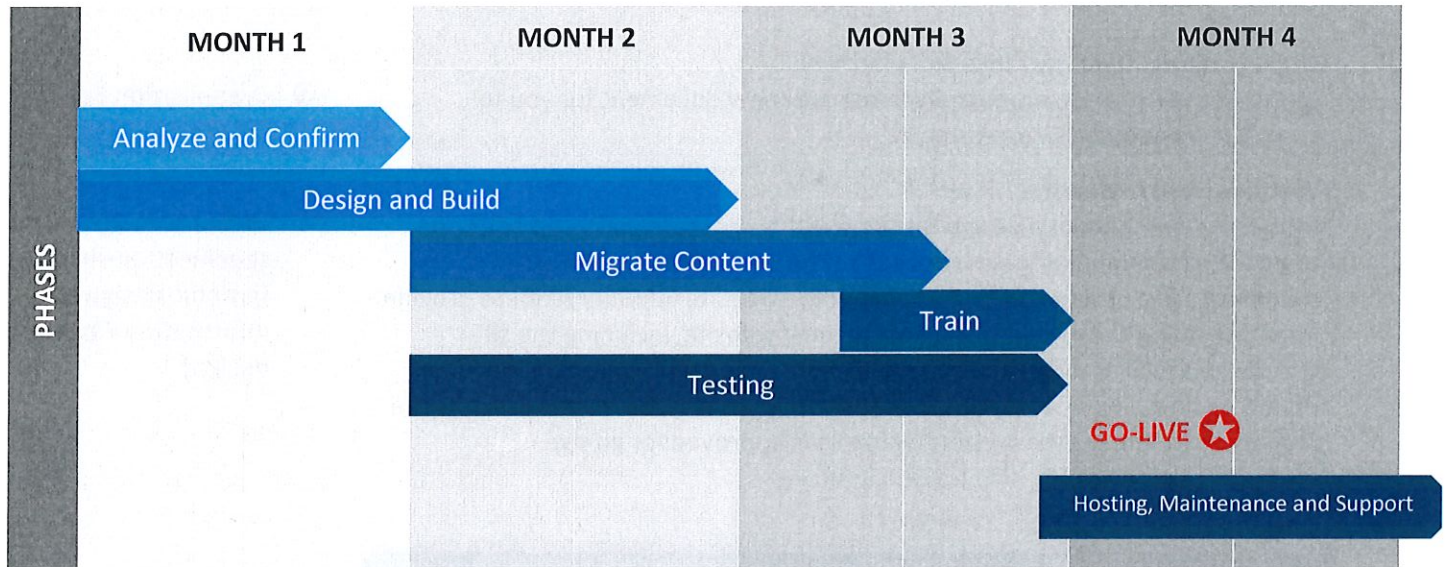 MONTH 1
MONTH 2
MONTH 3
MONTH 4
PHASES
Analyze and Confirm
Design and Build
Migrate Content
Train
Testing
GO-LIVE
Hosting, Maintenance and Support